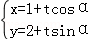 x=1+tcosα
y=2+tsinα